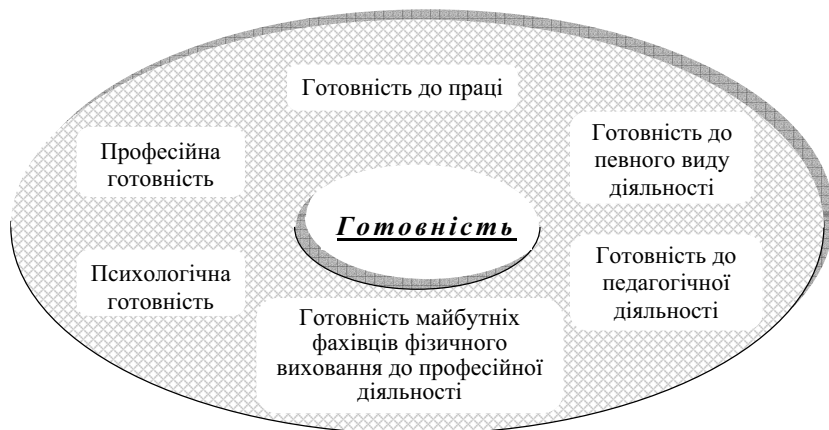 Готовність до праці
Професійна
готовність
Готовність до
певного виду
діяльності
Готовність
Психологічна
готовність
Готовність до
педагогічної
діяльності
Готовність майбутніх
фахівців фізичного
виховання до професійної
діяльності